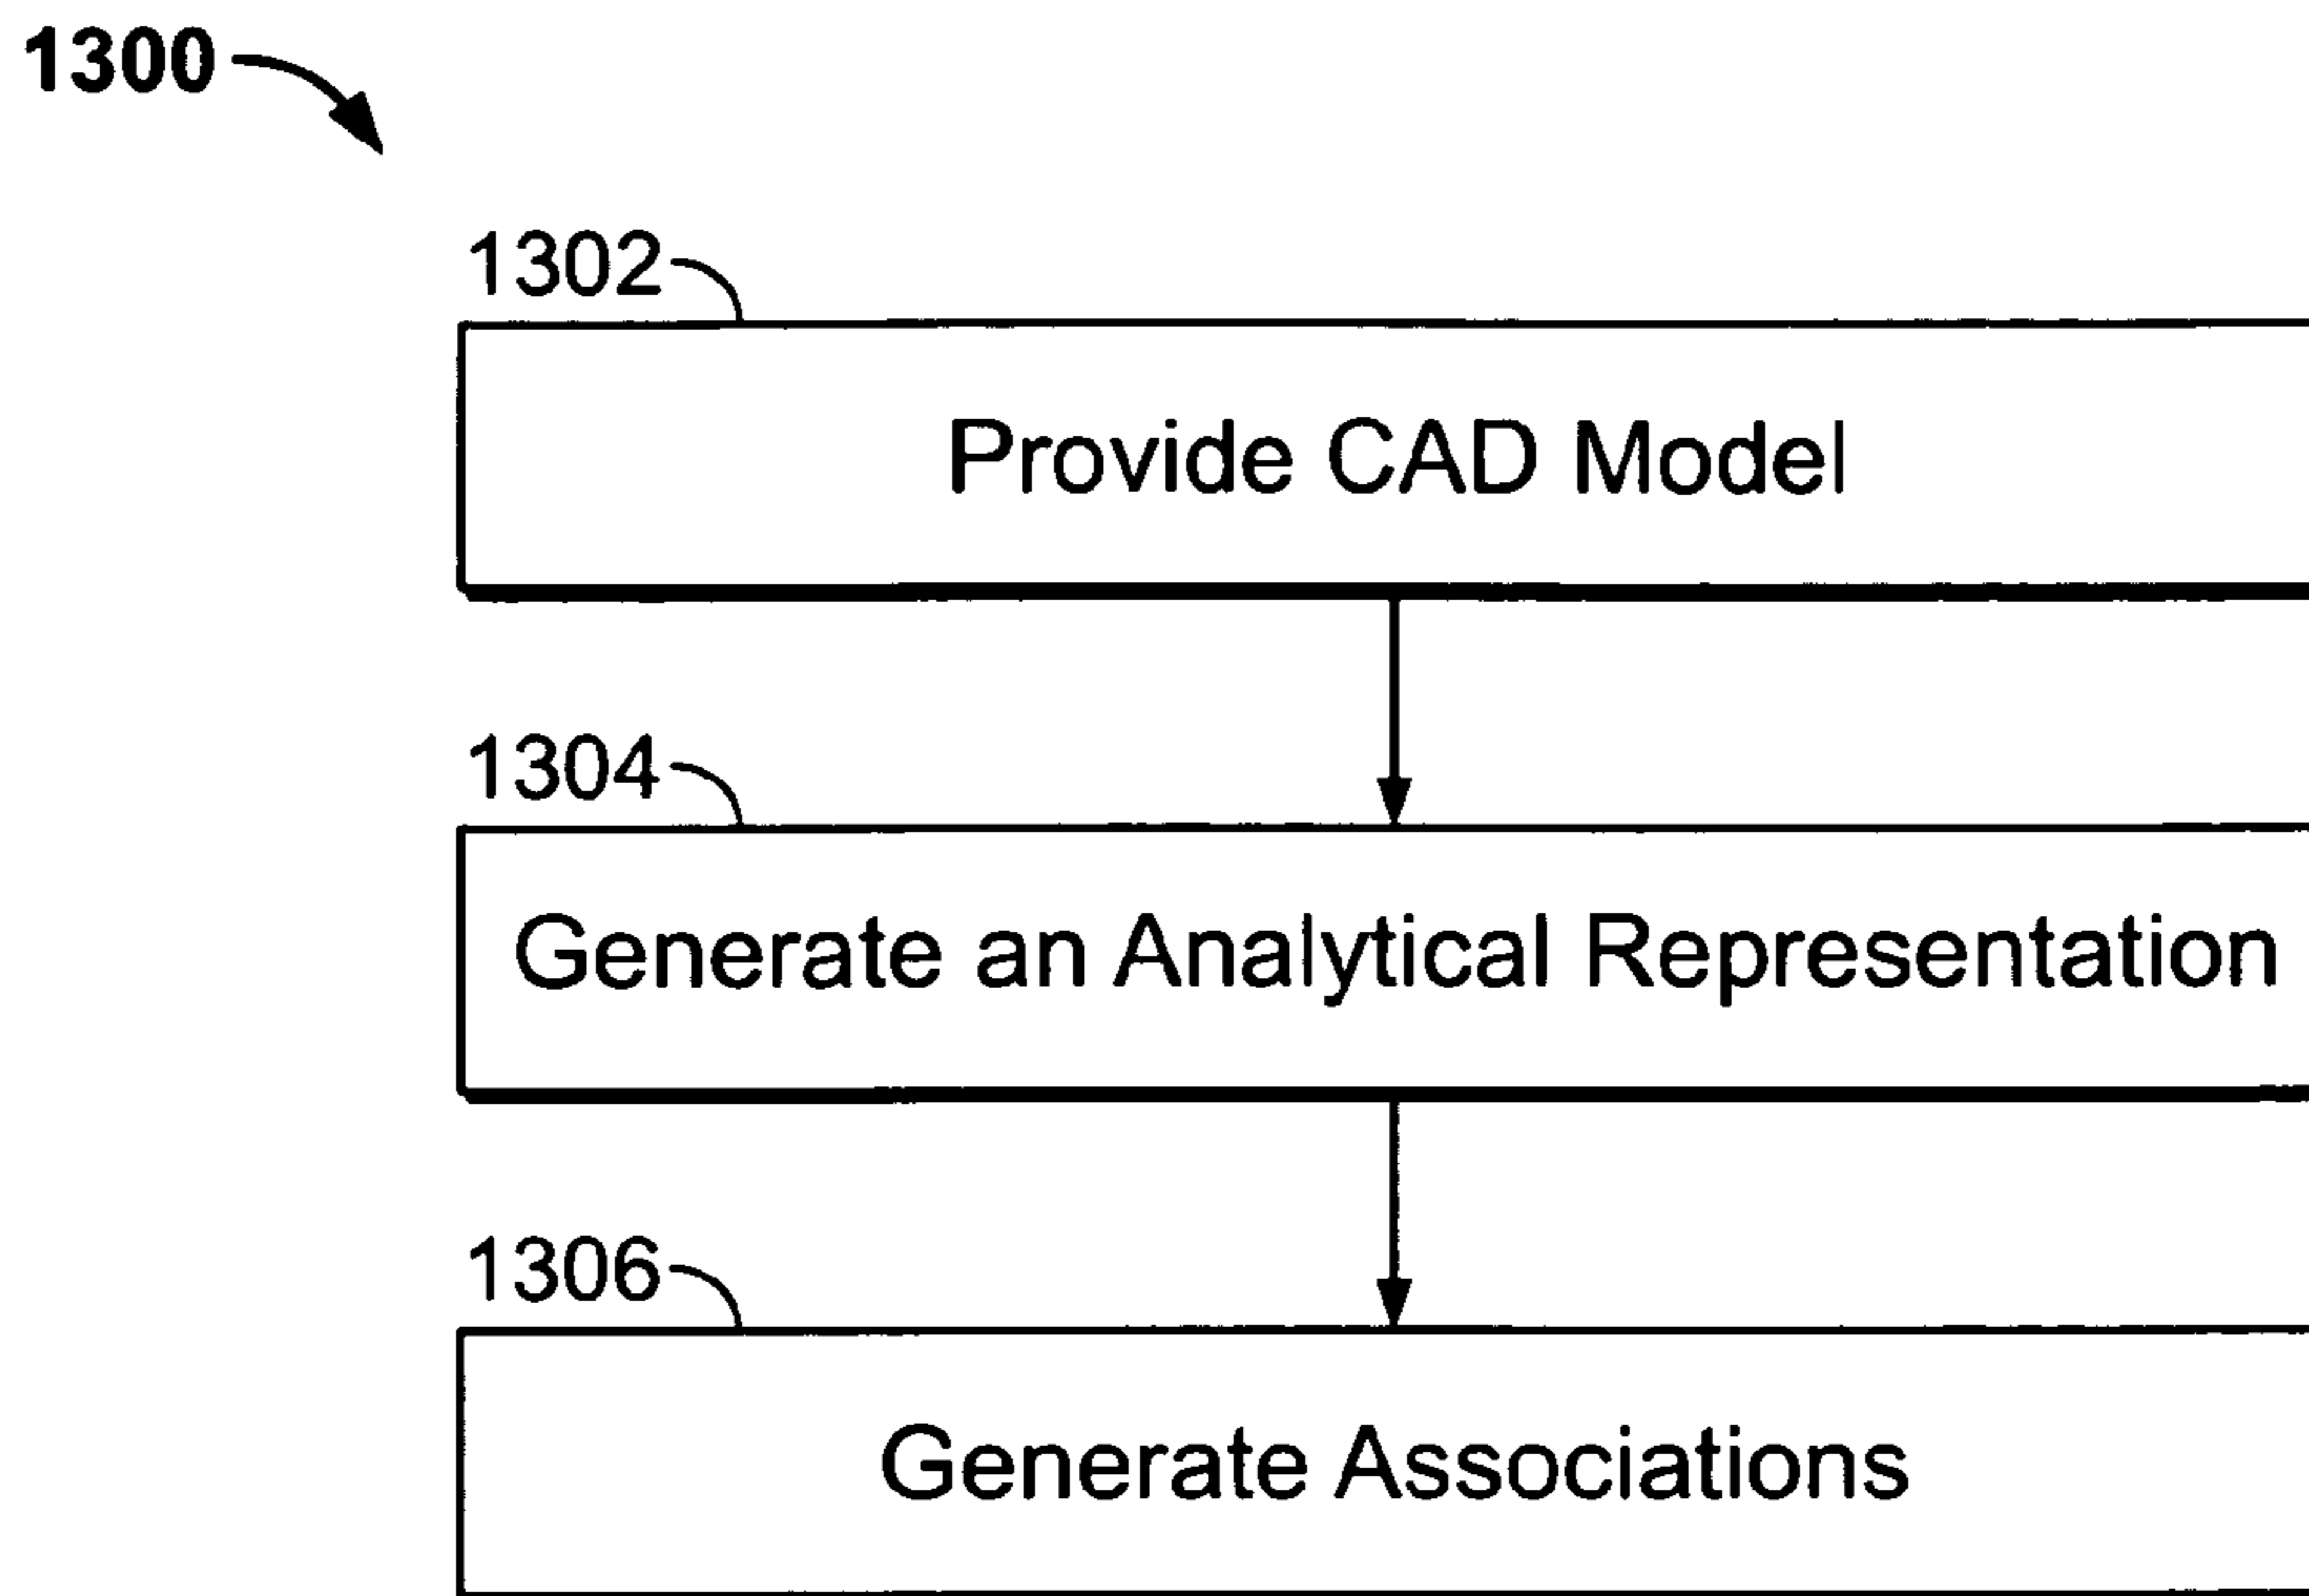 1300
1302
Provide CAD Model
1304
Generate an Analytical Representation
1306
Generate Associations